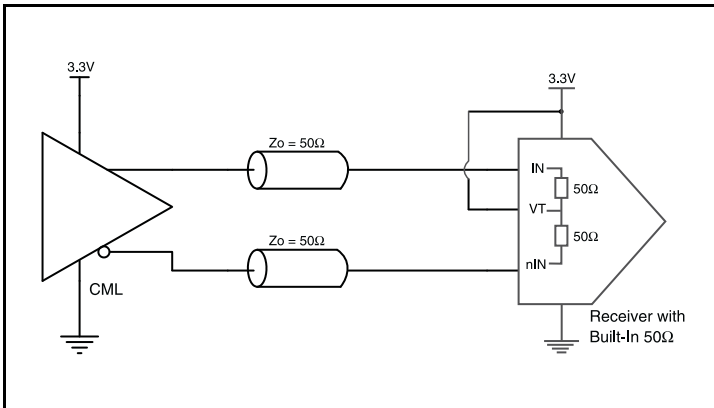 3.3V
3.3V
Zo = 50Ω
IN
50Ω
VT
50Ω
Zo = 50Ω
nIN
CML
Receiver with
Built-In 50Ω